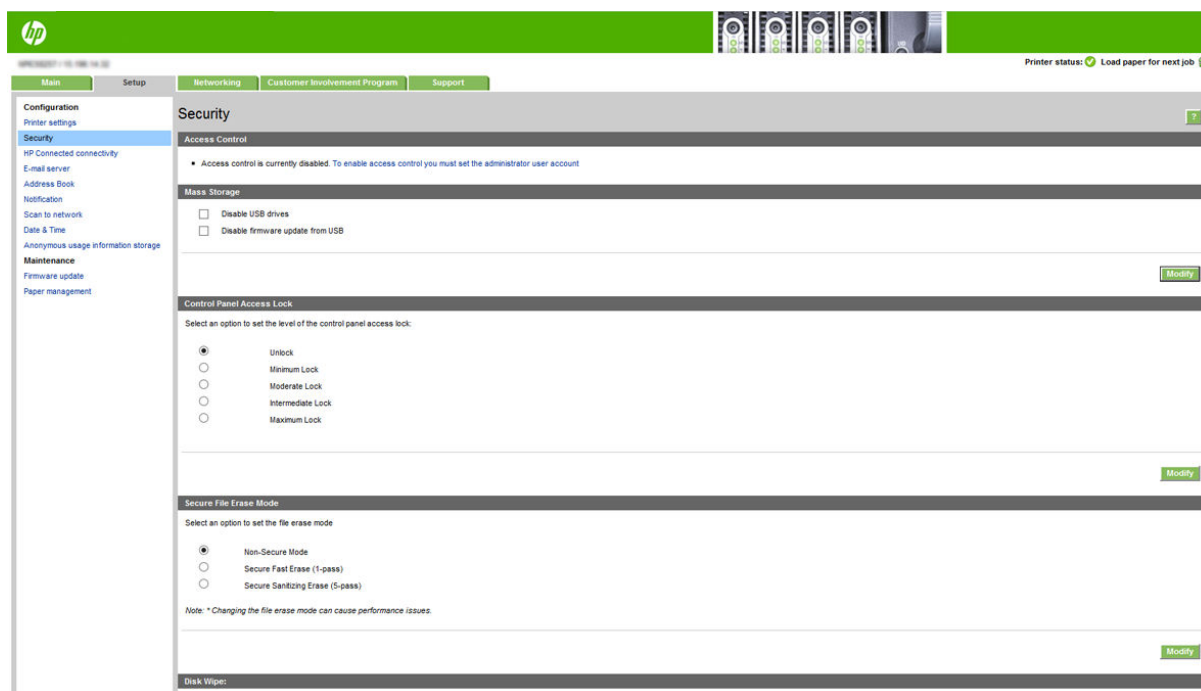 hp
Printer status: Load paper for next job
Main Setup Networking Customer Involvement Program Support
Configuration
Printer settings
Security
HP Connected connectivity
E-mail server
Address Book
Notification
Scan to network
Date & Time
Anonymous usage information storage
Maintenance
Firmware update
Paper management
Security
?
Access Control
Access control is currently disabled. To enable access control you must set the administrator user account
Mass Storage
Disable USB drives
Disable firmware update from USB
Modify
Control Panel Access Lock
Select an option to set the level of the control panel access lock:
Unlock
Minimum Lock
Moderate Lock
Intermediate Lock
Maximum Lock
Modify
Secure File Erase Mode
Select an option to set the file erase mode
Non-Secure Mode
Secure Fast Erase (1-pass)
Secure Sanitizing Erase (5-pass)
Note: * Changing the file erase mode can cause performance issues.
Modify
Disk Wipe: